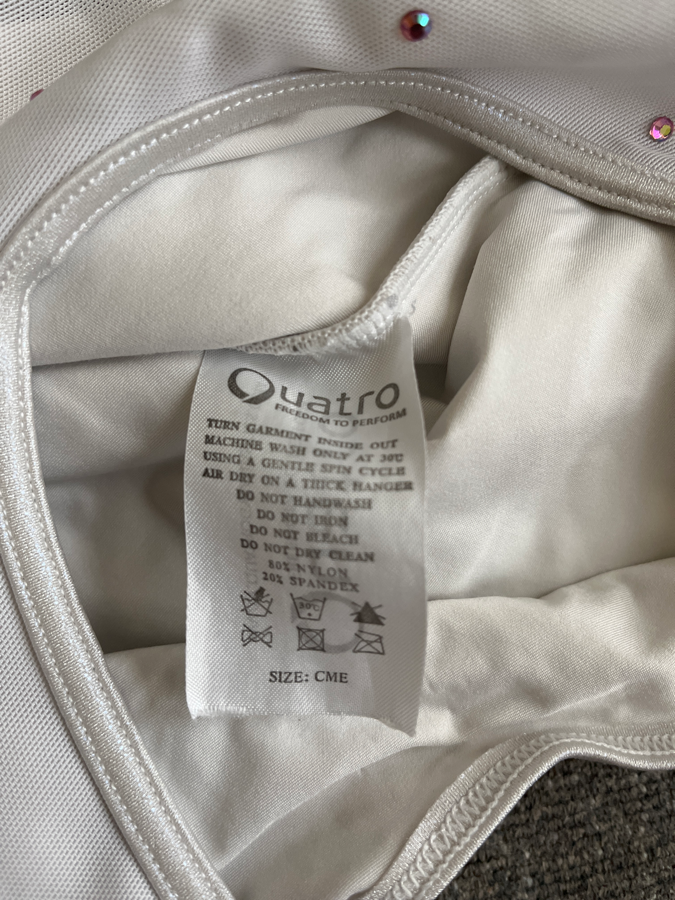 Quatro
FREEDOM TO PERFORM
TURN GARMENT INSIDE OUT
MACHINE WASH ONLY AT 30C
USING A GENTLE SPIN CYCLE
AIR DRY ON A THICK HANGER
DO NOT HANDWASH
DO NOT IRON
DO NOT BLEACH
DO NOT DRY CLEAN
80% NYLON
20% SPANDEX
30°C
SIZE: CME